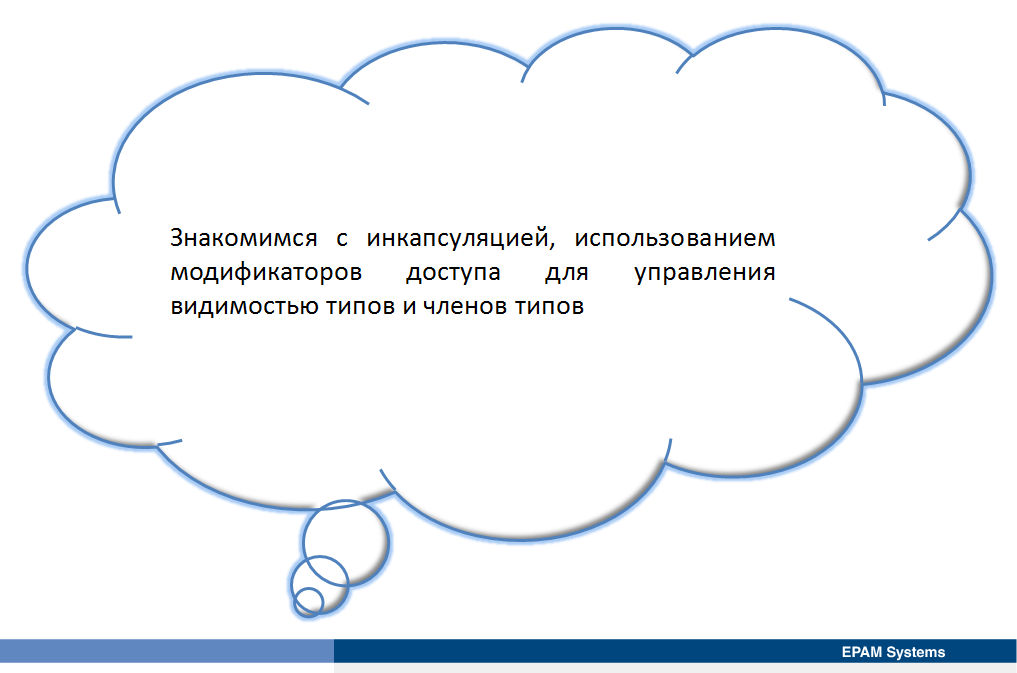 Знакомимся с инкапсуляцией, использованием
модификаторов доступа для управления
видимостью типов и членов типов
EPAM Systems